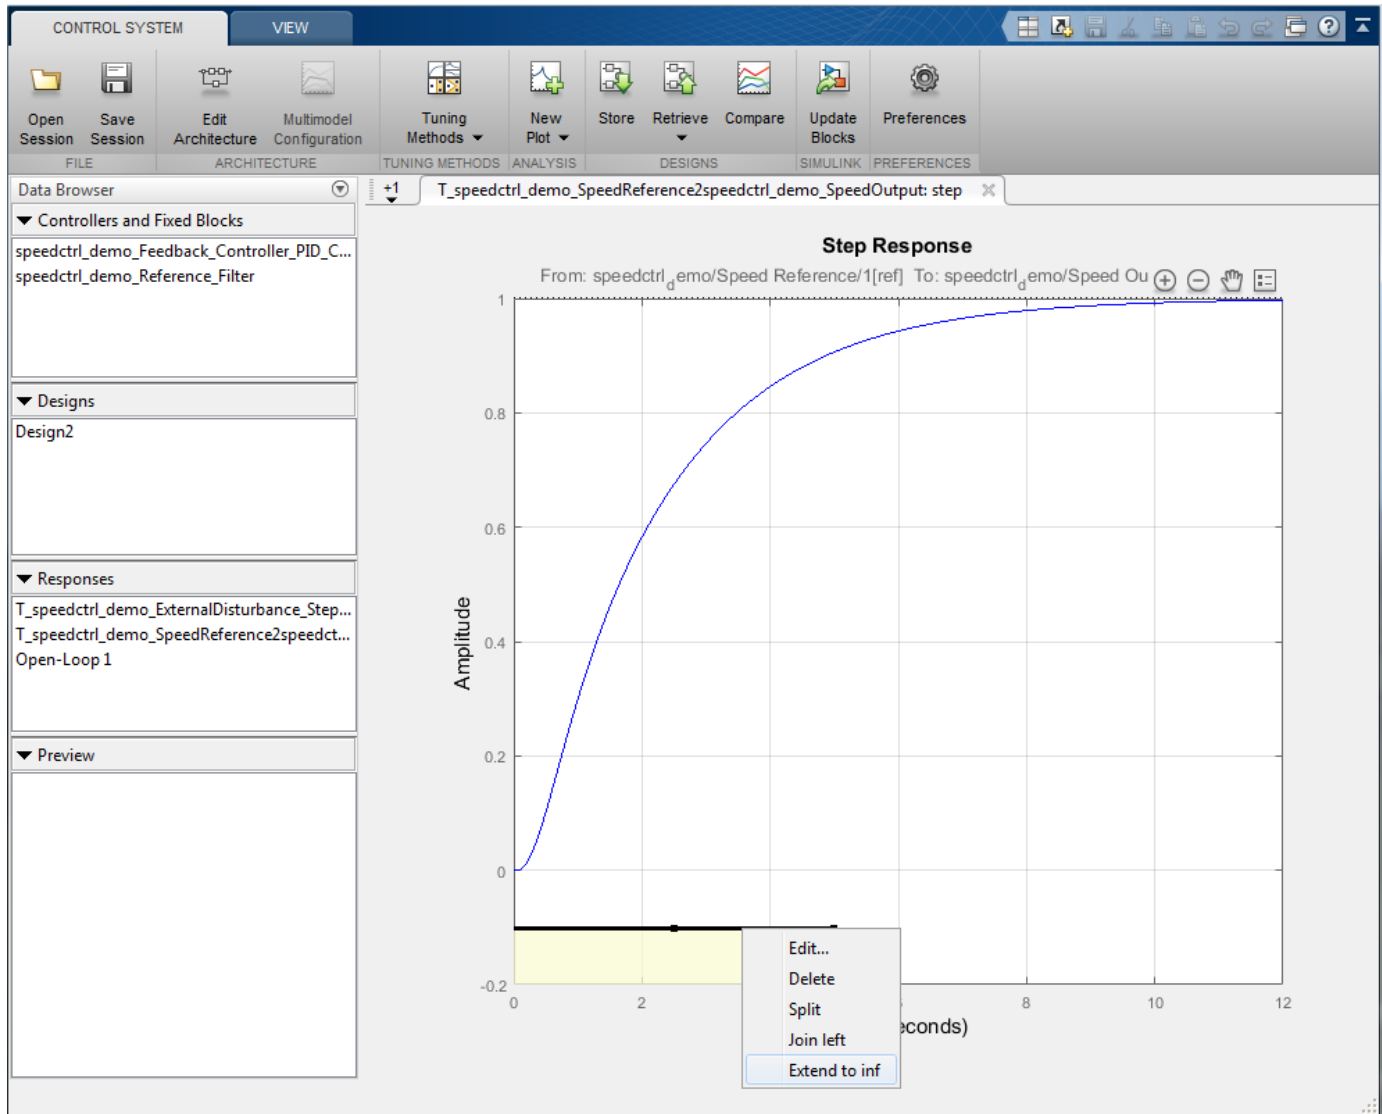 CONTROL SYSTEM
VIEW
Open Session
Save Session
Edit Architecture
Multimodel Configuration
Tuning Methods
New Plot
Store
Retrieve
Compare
Update Blocks
Preferences
FILE
ARCHITECTURE
TUNING METHODS
ANALYSIS
DESIGNS
SIMULINK
PREFERENCES
Data Browser
+1
T_speedctrl_demo_SpeedReference2speedctrl_demo_SpeedOutput: step
Controllers and Fixed Blocks
speedctrl_demo_Feedback_Controller_PID_C...
speedctrl_demo_Reference_Filter
Designs
Design2
Responses
T_speedctrl_demo_ExternalDisturbance_Step...
T_speedctrl_demo_SpeedReference2speedct...
Open-Loop 1
Preview
Step Response
From: speedctrl_demo/Speed Reference/1[ref] To: speedctrl_demo/Speed Ou
Amplitude
1
0.8
0.6
0.4
0.2
0
-0.2
0
2
8
10
12
econds)
Edit...
Delete
Split
Join left
Extend to inf